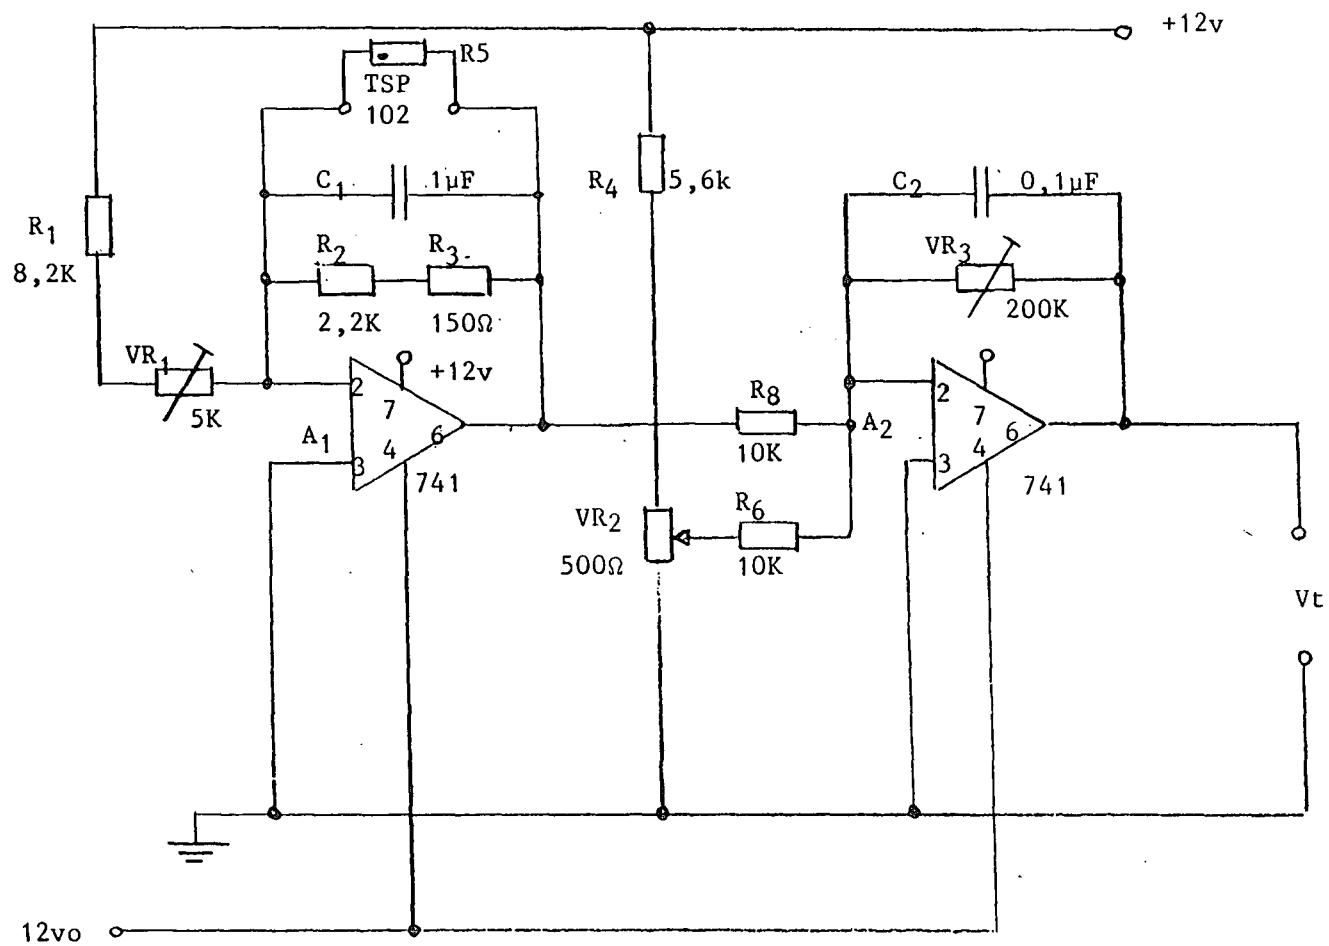 +12v
R5
TSP
102
C1
.1µF
R4
5,6k
C2
0,1µF
R1
8,2K
R2
R3
2,2K
150Ω
VR3
200K
VR1
5K
+12v
2
7
A1
4
6
3
741
R8
10K
A2
2
7
4
6
3
741
VR2
500Ω
R6
10K
Vt
12vo